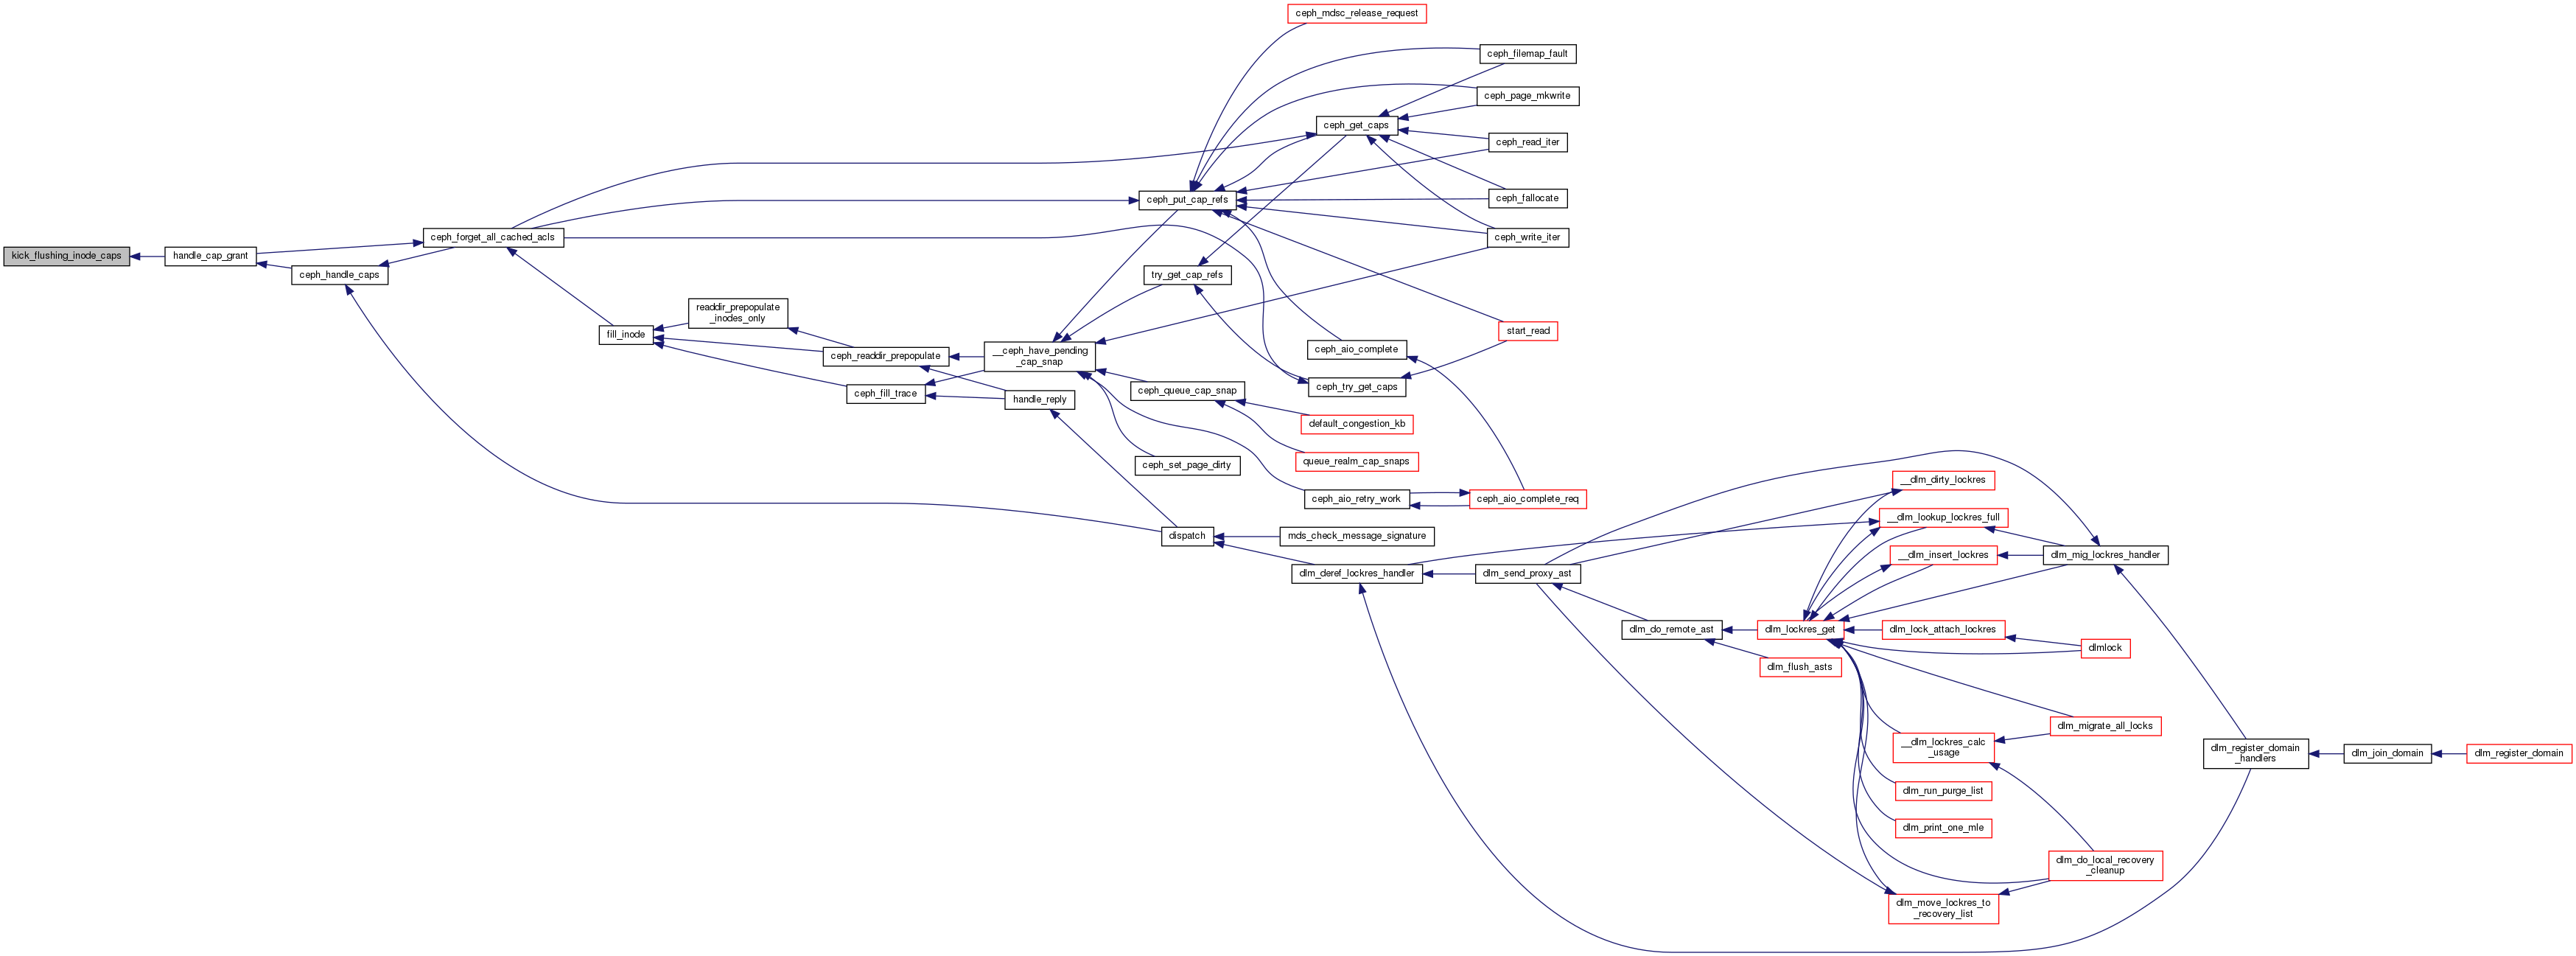 kick_flushing_inode_caps
handle_cap_grant
ceph_handle_caps
ceph_forget_all_cached_acls
fill_inode
readdir_prepopulate
_inodes_only
ceph_readdir_prepopulate
ceph_fill_trace
__ceph_have_pending
_cap_snap
handle_reply
ceph_put_cap_refs
try_get_cap_refs
ceph_queue_cap_snap
ceph_set_page_dirty
dispatch
ceph_mdsc_release_request
ceph_get_caps
ceph_aio_complete
ceph_try_get_caps
default_congestion_kb
queue_realm_cap_snaps
ceph_aio_retry_work
mds_check_message_signature
dlm_deref_lockres_handler
ceph_filemap_fault
ceph_page_mkwrite
ceph_read_iter
ceph_fallocate
ceph_write_iter
start_read
ceph_aio_complete_req
dlm_send_proxy_ast
dlm_do_remote_ast
dlm_lockres_get
dlm_flush_asts
__dlm_dirty_lockres
__dlm_lookup_lockres_full
__dlm_insert_lockres
dlm_lock_attach_lockres
__dlm_lockres_calc
_usage
dlm_run_purge_list
dlm_print_one_mle
dlm_move_lockres_to
_recovery_list
dlm_mig_lockres_handler
dlmlock
dlm_migrate_all_locks
dlm_do_local_recovery
_cleanup
dlm_register_domain
_handlers
dlm_join_domain
dlm_register_domain